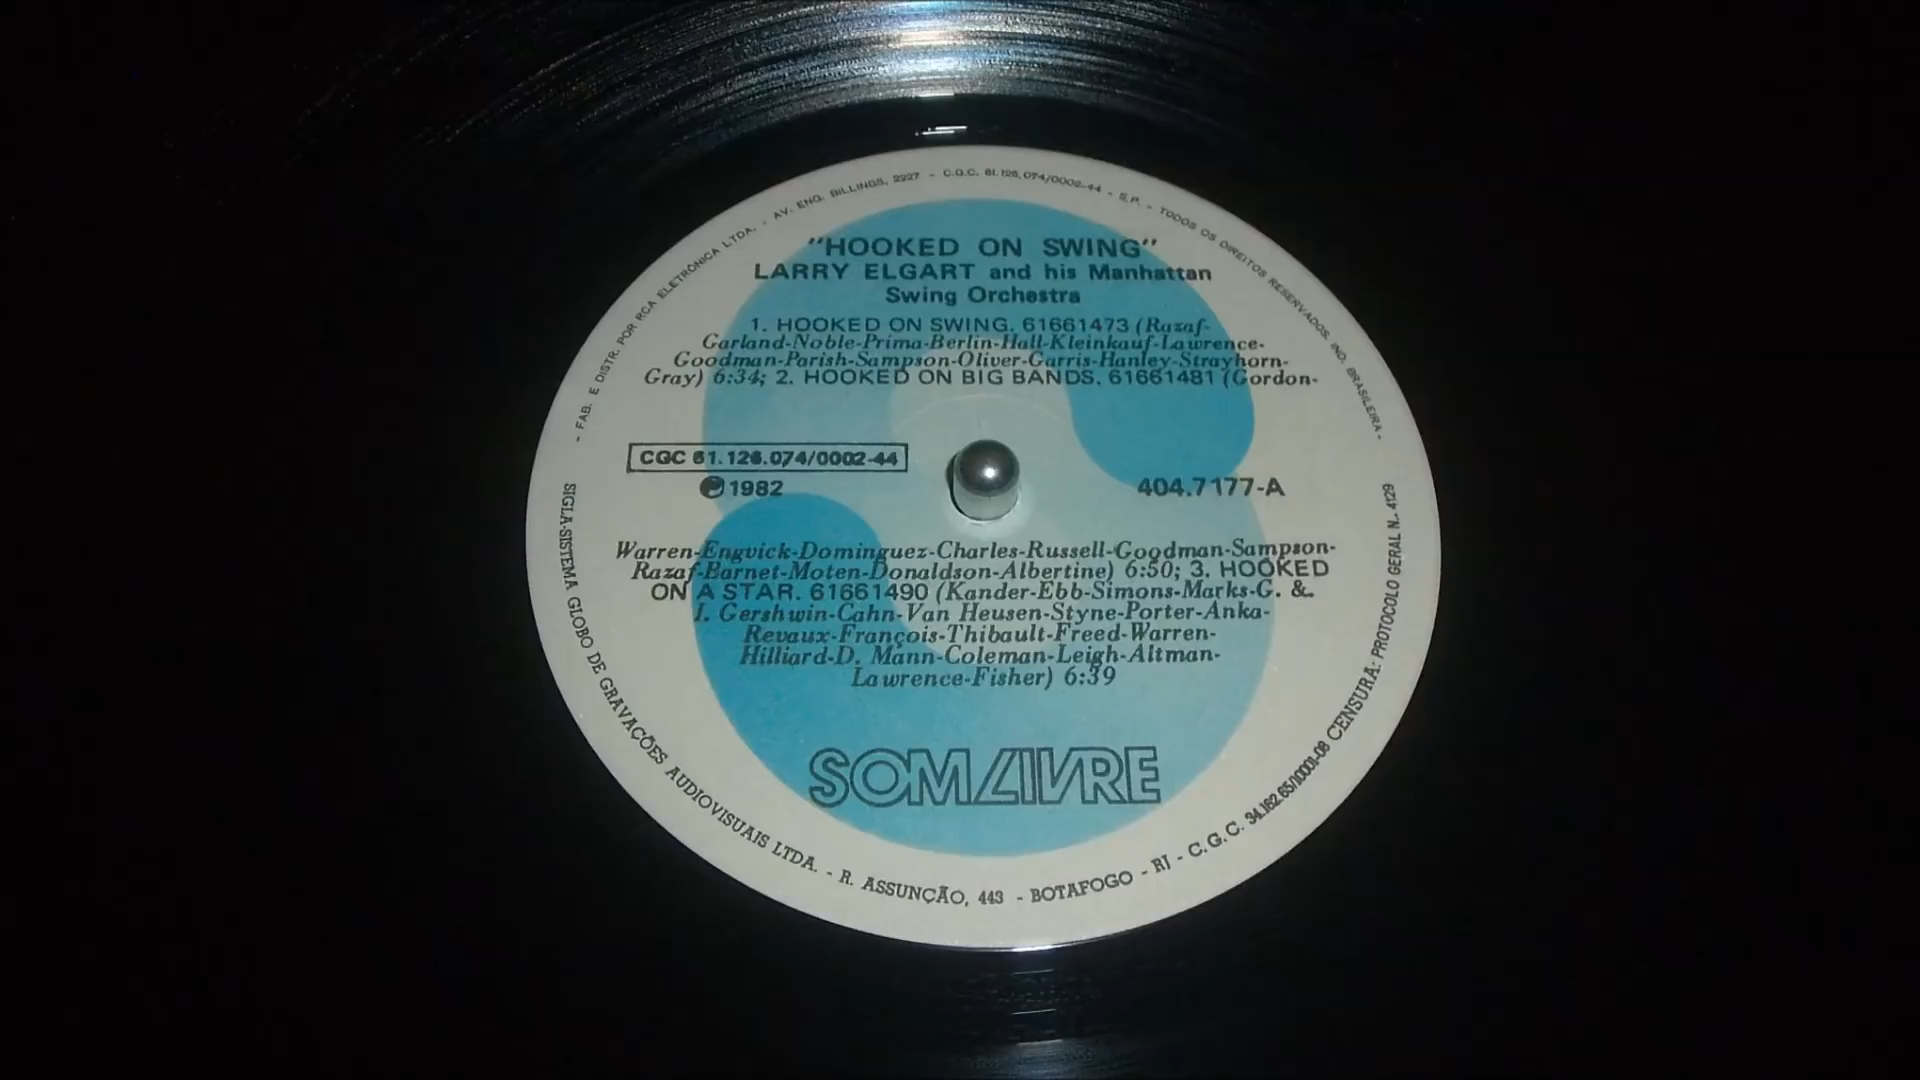 - FAB. E DISTR. POR RCA ELETRÔNICA LTDA. - AV. ENG. BILLINGS, 2227 - C.G.C. 61.126.074/0002-44 - S.P. - TODOS OS DIREITOS RESERVADOS. IND. BRASILEIRA -
"HOOKED ON SWING"
LARRY ELGART and his Manhattan
Swing Orchestra
1. HOOKED ON SWING. 61661473 (Razaf-
Garland-Noble-Prima-Berlin-Hall-Kleinkauf-Lawrence-
Goodman-Parish-Sampson-Oliver-Garris-Hanley-Strayhorn-
Gray) 6:34; 2. HOOKED ON BIG BANDS. 61661481 (Gordon-
CGC 61.126.074/0002-44
℗ 1982
404.7177-A
Warren-Engvick-Dominguez-Charles-Russell-Goodman-Sampson-
Razaf-Barnet-Moten-Donaldson-Albertine) 6:50; 3. HOOKED
ON A STAR. 61661490 (Kander-Ebb-Simons-Marks-G. &.
I. Gershwin-Cahn-Van Heusen-Styne-Porter-Anka-
Revaux-François-Thibault-Freed-Warren-
Hilliard-D. Mann-Coleman-Leigh-Altman-
Lawrence-Fisher) 6:39
SOM LIVRE
SIGLA-SISTEMA GLOBO DE GRAVAÇÕES AUDIOVISUAIS LTDA. - R. ASSUNÇÃO, 443 - BOTAFOGO - RJ - C.G.C. 34.162.65/10001-08 CENSURA: PROTOCOLO GERAL N.. 4129